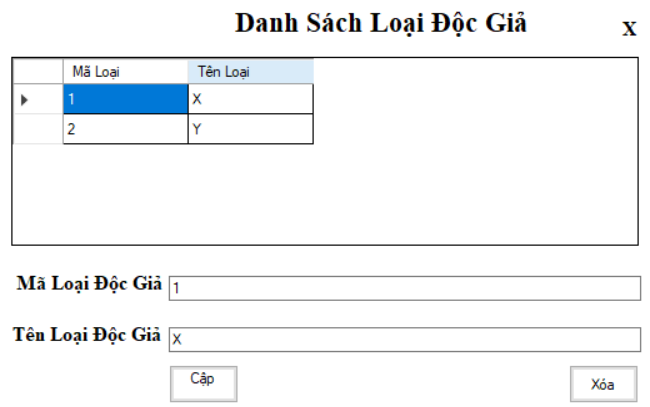 Danh Sách Loại Độc Giả X
Mã Loại Tên Loại
1 X
2 Y
Mã Loại Độc Giả 1
Tên Loại Độc Giả X
Cập Xóa